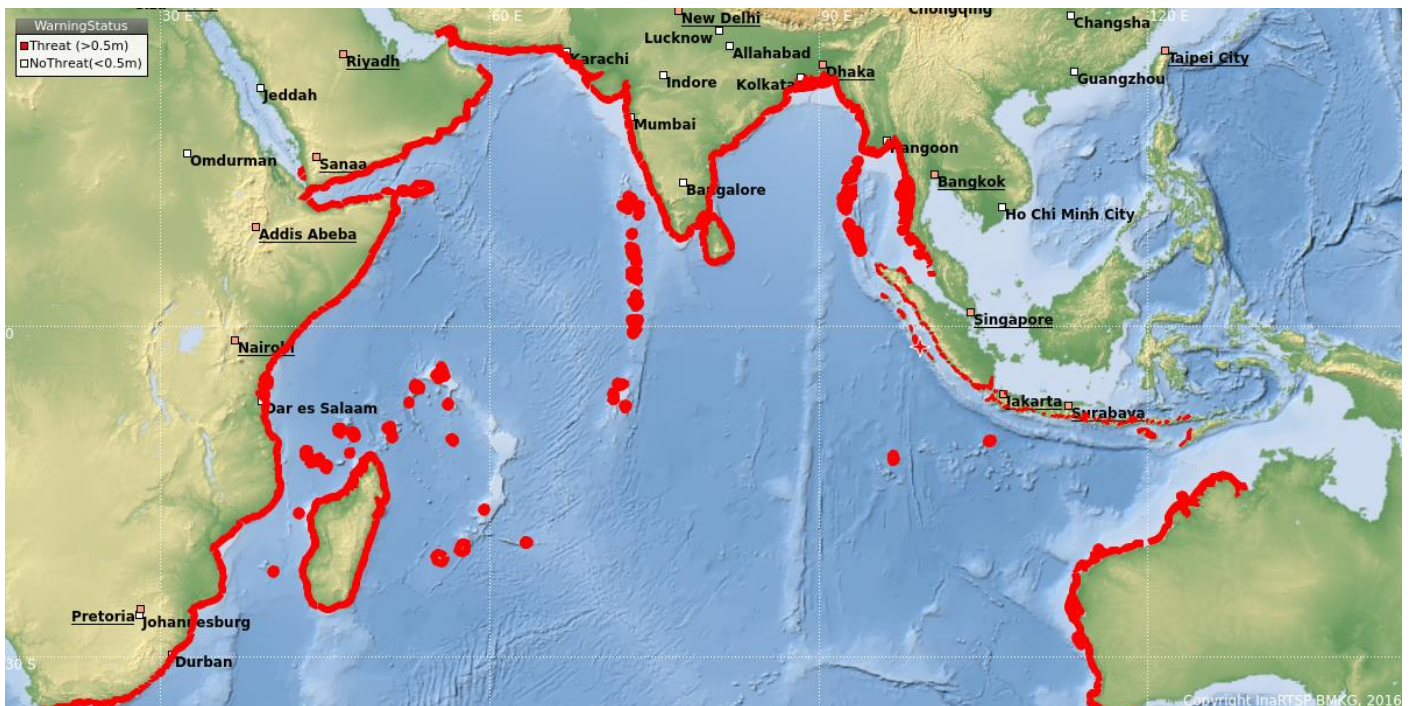 30 E
60 E
90 E
120 E
WarningStatus
Threat (>0.5m)
NoThreat(<0.5m)
New Delhi
Chongqing
Changsha
Lucknow
Allahabad
Taipei City
Karachi
Riyadh
Indore
Kolkata
Dhaka
Guangzhou
Jeddah
Mumbai
Omdurman
Sanaa
Rangoon
Bangalore
Bangkok
Ho Chi Minh City
Addis Abeba
0
Singapore
Nairobi
Dar es Salaam
Jakarta
Surabaya
Pretoria
Johannesburg
30 S
Durban
Copyright InaRTSP BMKG, 2016